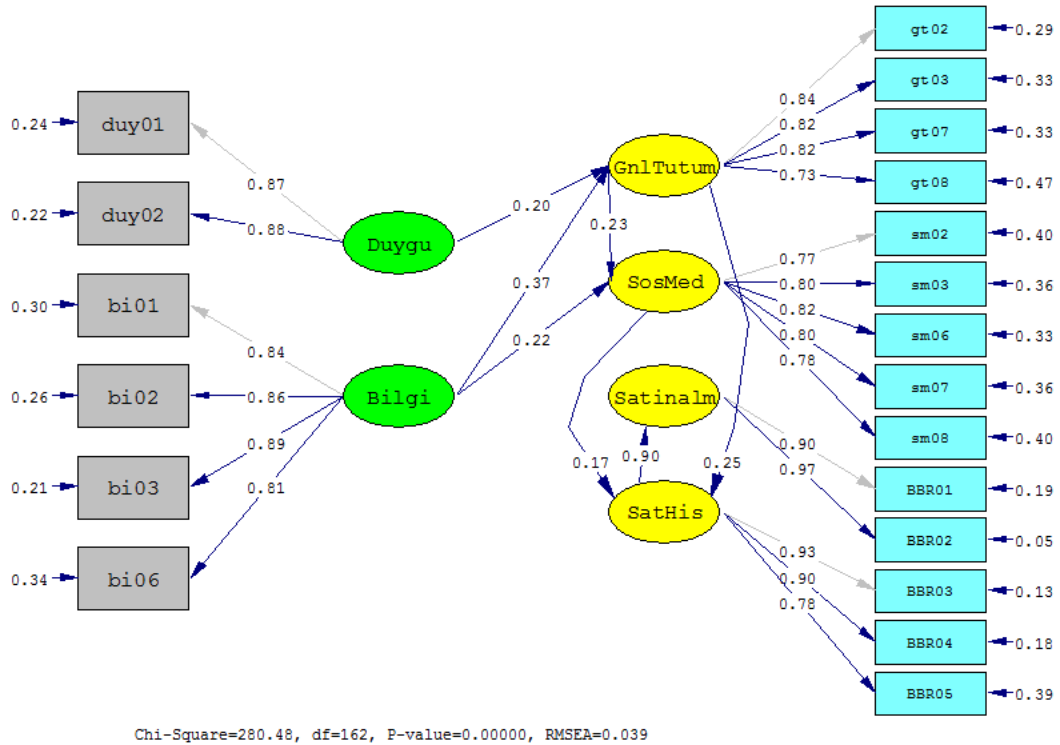 gt02
0.29
gt03
0.33
0.84
duy01
0.24
0.82
gt07
0.33
0.82
GnlTutum
0.73
gt08
0.47
0.87
duy02
0.22
0.20
0.88
Duygu
0.23
sm02
0.40
0.77
bi01
0.30
0.37
SosMed
0.80
sm03
0.36
0.82
0.22
0.80
sm06
0.33
0.84
0.78
bi02
0.26
0.86
Bilgi
Satinalm
sm07
0.36
0.89
0.90
sm08
0.40
bi03
0.21
0.81
0.17
0.90
0.25
0.97
BBR01
0.19
SatHis
BBR02
0.05
0.93
bi06
0.34
0.90
0.78
BBR03
0.13
BBR04
0.18
BBR05
0.39
Chi-Square=280.48, df=162, P-value=0.00000, RMSEA=0.039